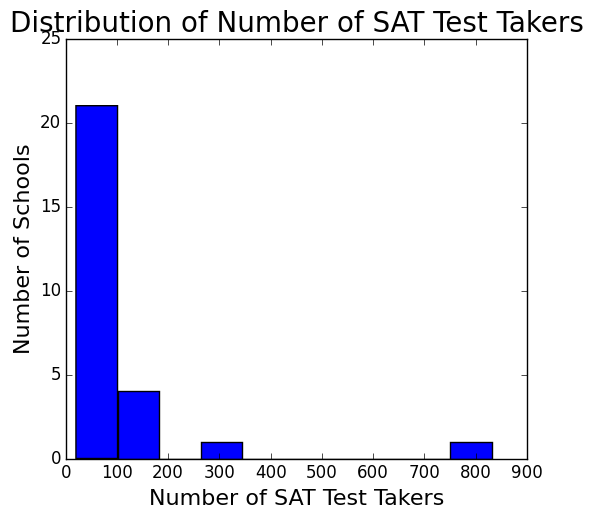 Distribution of Number of SAT Test Takers
25
20
15
10
5
0
Number of Schools
0 100 200 300 400 500 600 700 800 900
Number of SAT Test Takers